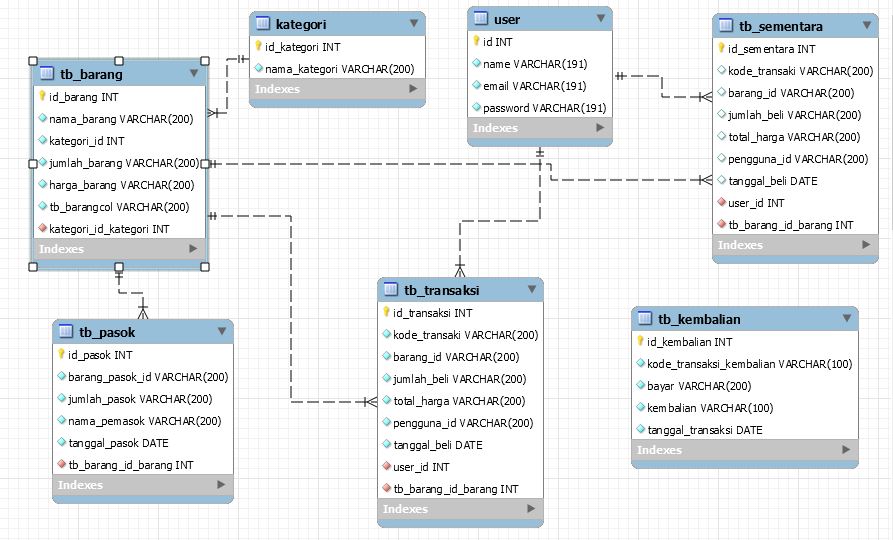 kategori
id_kategori INT
nama_kategori VARCHAR(200)
Indexes
user
id INT
name VARCHAR(191)
email VARCHAR(191)
password VARCHAR(191)
Indexes
tb_sementara
id_sementara INT
kode_transaki VARCHAR(200)
barang_id VARCHAR(200)
jumlah_beli VARCHAR(200)
total_harga VARCHAR(200)
pengguna_id VARCHAR(200)
tanggal_beli DATE
user_id INT
tb_barang_id_barang INT
Indexes
tb_barang
id_barang INT
nama_barang VARCHAR(200)
kategori_id INT
jumlah_barang VARCHAR(200)
harga_barang VARCHAR(200)
tb_barangcol VARCHAR(200)
kategori_id_kategori INT
Indexes
tb_pasok
id_pasok INT
barang_pasok_id VARCHAR(200)
jumlah_pasok VARCHAR(200)
nama_pemasok VARCHAR(200)
tanggal_pasok DATE
tb_barang_id_barang INT
Indexes
tb_transaksi
id_transaksi INT
kode_transaki VARCHAR(200)
barang_id VARCHAR(200)
jumlah_beli VARCHAR(200)
total_harga VARCHAR(200)
pengguna_id VARCHAR(200)
tanggal_beli DATE
user_id INT
tb_barang_id_barang INT
Indexes
tb_kembalian
id_kembalian INT
kode_transaksi_kembalian VARCHAR(100)
bayar VARCHAR(200)
kembalian VARCHAR(100)
tanggal_transaksi DATE
Indexes